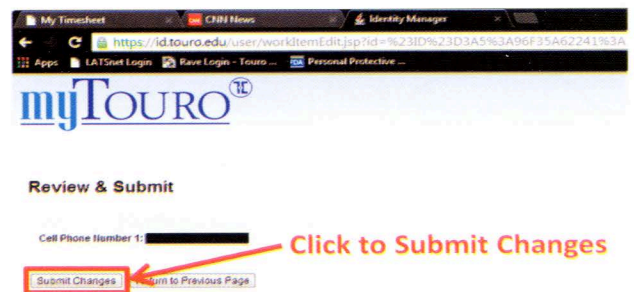 My Timesheet CNN News Identity Manager
https://id.touro.edu/user/workItemEdit.jsp?id=%23ID%23D3A5%3A96F35A62241%3A
Apps LATSnet Login Rave Login - Touro ... FDA Personal Protective ...
myTOURO TC
Review & Submit
Cell Phone Number 1:
Click to Submit Changes
Submit Changes Return to Previous Page